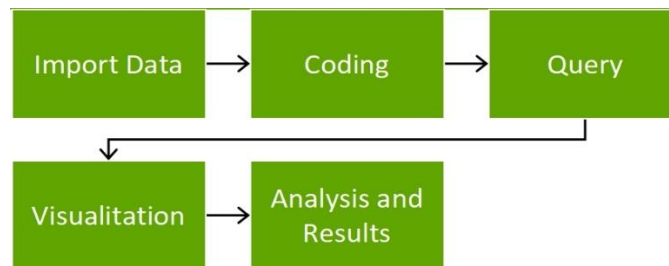 Import Data
Coding
Query
Visualitation
Analysis and
Results